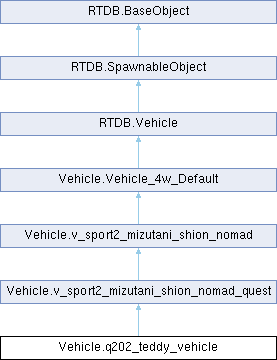 RTDB.BaseObject
RTDB.SpawnableObject
RTDB.Vehicle
Vehicle.Vehicle_4w_Default
Vehicle.v_sport2_mizutani_shion_nomad
Vehicle.v_sport2_mizutani_shion_nomad_quest
Vehicle.q202_teddy_vehicle